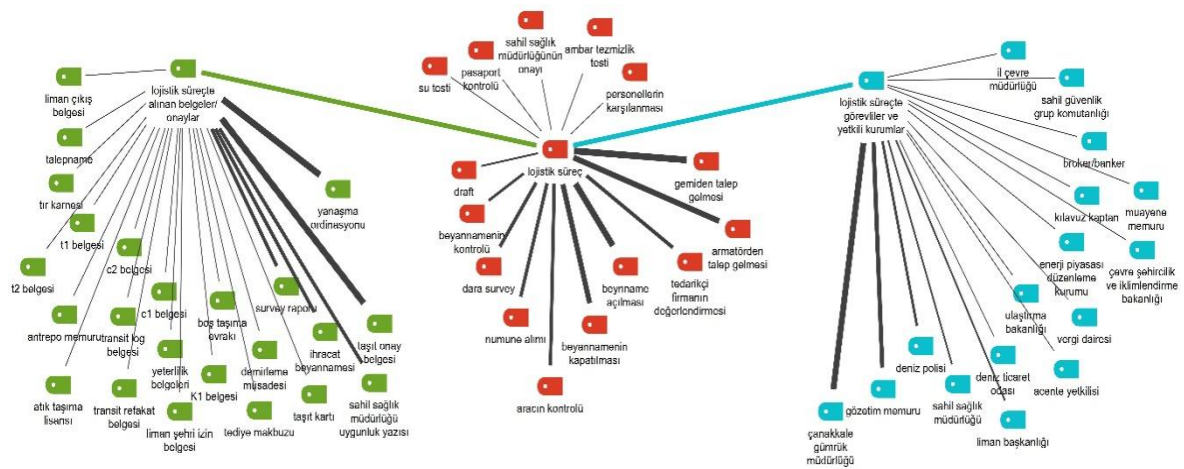 liman çıkış
belgesi
lojistik süreçte
alınan belgeler/
onaylar
talepname
tır karnesi
t1 belgesi
t2 belgesi
c2 belgesi
antrepo memuru
transit log
belgesi
c1 belgesi
boş taşıma
evrakı
survey raporu
yanaşma
ordinasyonu
ihracat
beyannamesi
taşıt onay
belgesi
atık taşıma
lisansı
transit refakat
belgesi
yeterlilik
belgeleri
liman şehri izin
belgesi
K1 belgesi
demirleme
müsadesi
tediye makbuzu
taşıt kartı
sahil sağlık
müdürlüğü
uygunluk yazısı
su testi
pasaport
kontrolü
sahil sağlık
müdürlüğünün
onayı
ambar tezmizlik
testi
personellerin
karşılanması
lojistik süreç
draft
beyannamenin
kontrolü
dara survey
numune alımı
aracın kontrolü
beyannamenin
kapatılması
beynname
açılması
tedarikçi
firmanın
değerlendirmesi
armatörden
talep gelmesi
gemiden talep
gelmesi
lojistik süreçte
görevliler ve
yetkili kurumlar
il çevre
müdürlüğü
sahil güvenlik
grup komutanlığı
broker/banker
muayene
memuru
kılavuz kaptan
çevre şehircilik
ve iklimlendirme
bakanlığı
enerji piyasası
düzenleme
kurumu
ulaştırma
bakanlığı
vergi dairesi
acente yetkilisi
deniz ticaret
odası
liman başkanlığı
deniz polisi
sahil sağlık
müdürlüğü
gözetim memuru
çanakkale
gümrük
müdürlüğü